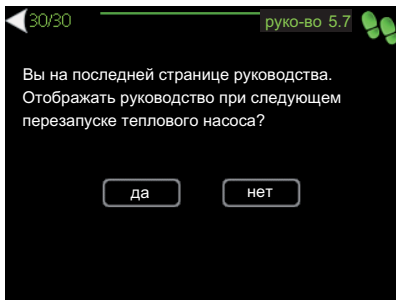 30/30
руко-во 5.7
Вы на последней странице руководства.
Отображать руководство при следующем
перезапуске теплового насоса?
да
нет